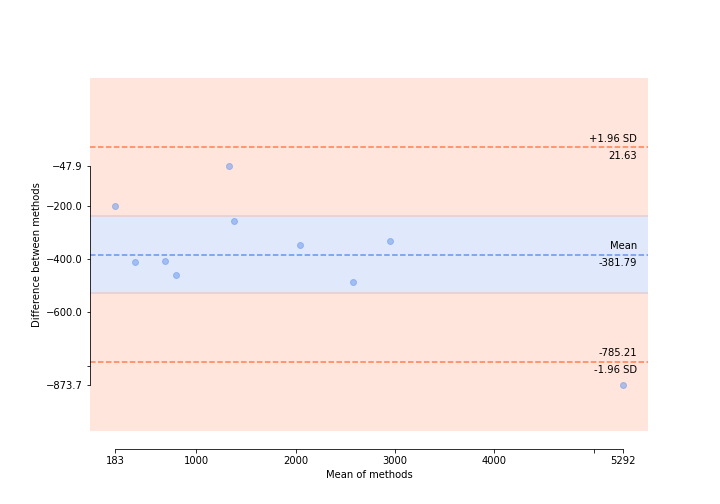 +1.96 SD
21.63
−47.9
−200.0
Mean
−400.0
-381.79
−600.0
-785.21
-1.96 SD
−873.7
Difference between methods
183
1000
2000
3000
4000
5292
Mean of methods